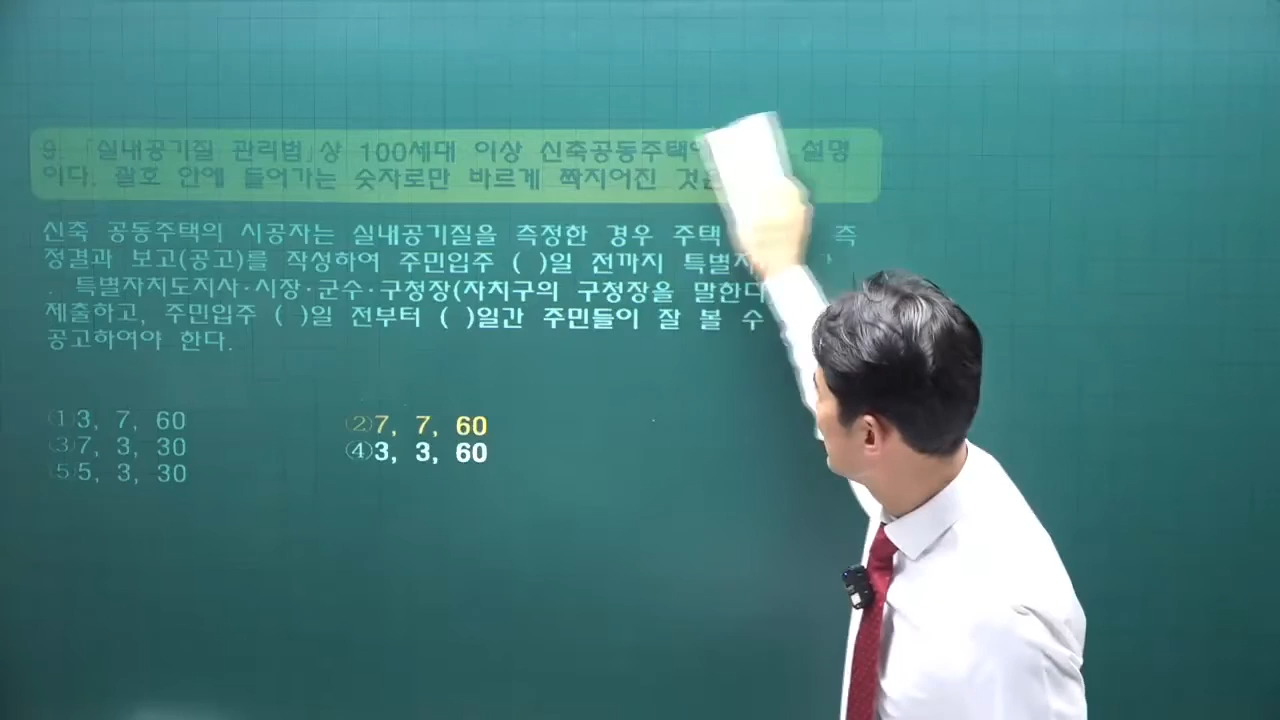 9. 「실내공기질 관리법」상 100세대 이상 신축공동주택 설명
이다. 괄호 안에 들어가는 숫자로만 바르게 짝지어진 것은
신축 공동주택의 시공자는 실내공기질을 측정한 경우 주택 측
정결과 보고(공고)를 작성하여 주민입주 ( )일 전까지 특별자
특별자치도지사·시장·군수·구청장(자치구의 구청장을 말한다
제출하고, 주민입주 ( )일 전부터 ( )일간 주민들이 잘 볼 수
공고하여야 한다.
①3, 7, 60 ②7, 7, 60
③7, 3, 30 ④3, 3, 60
⑤5, 3, 30